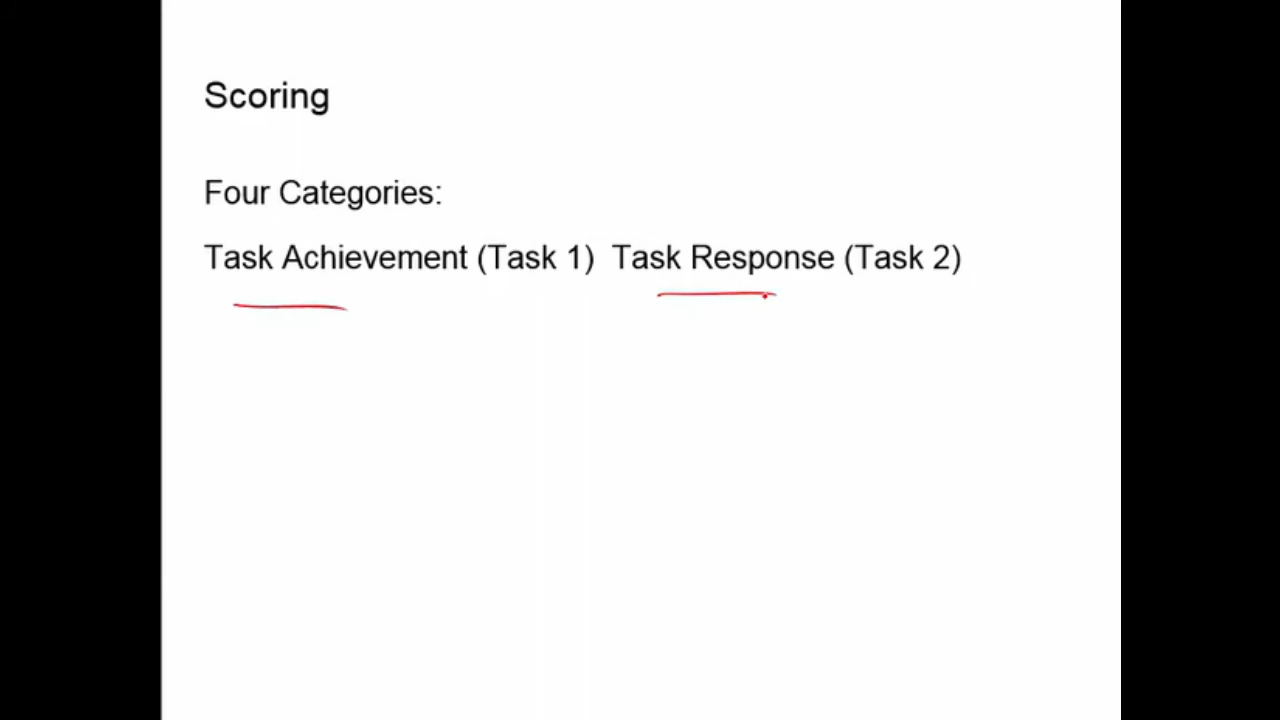 Scoring
Four Categories:
Task Achievement (Task 1) Task Response (Task 2)